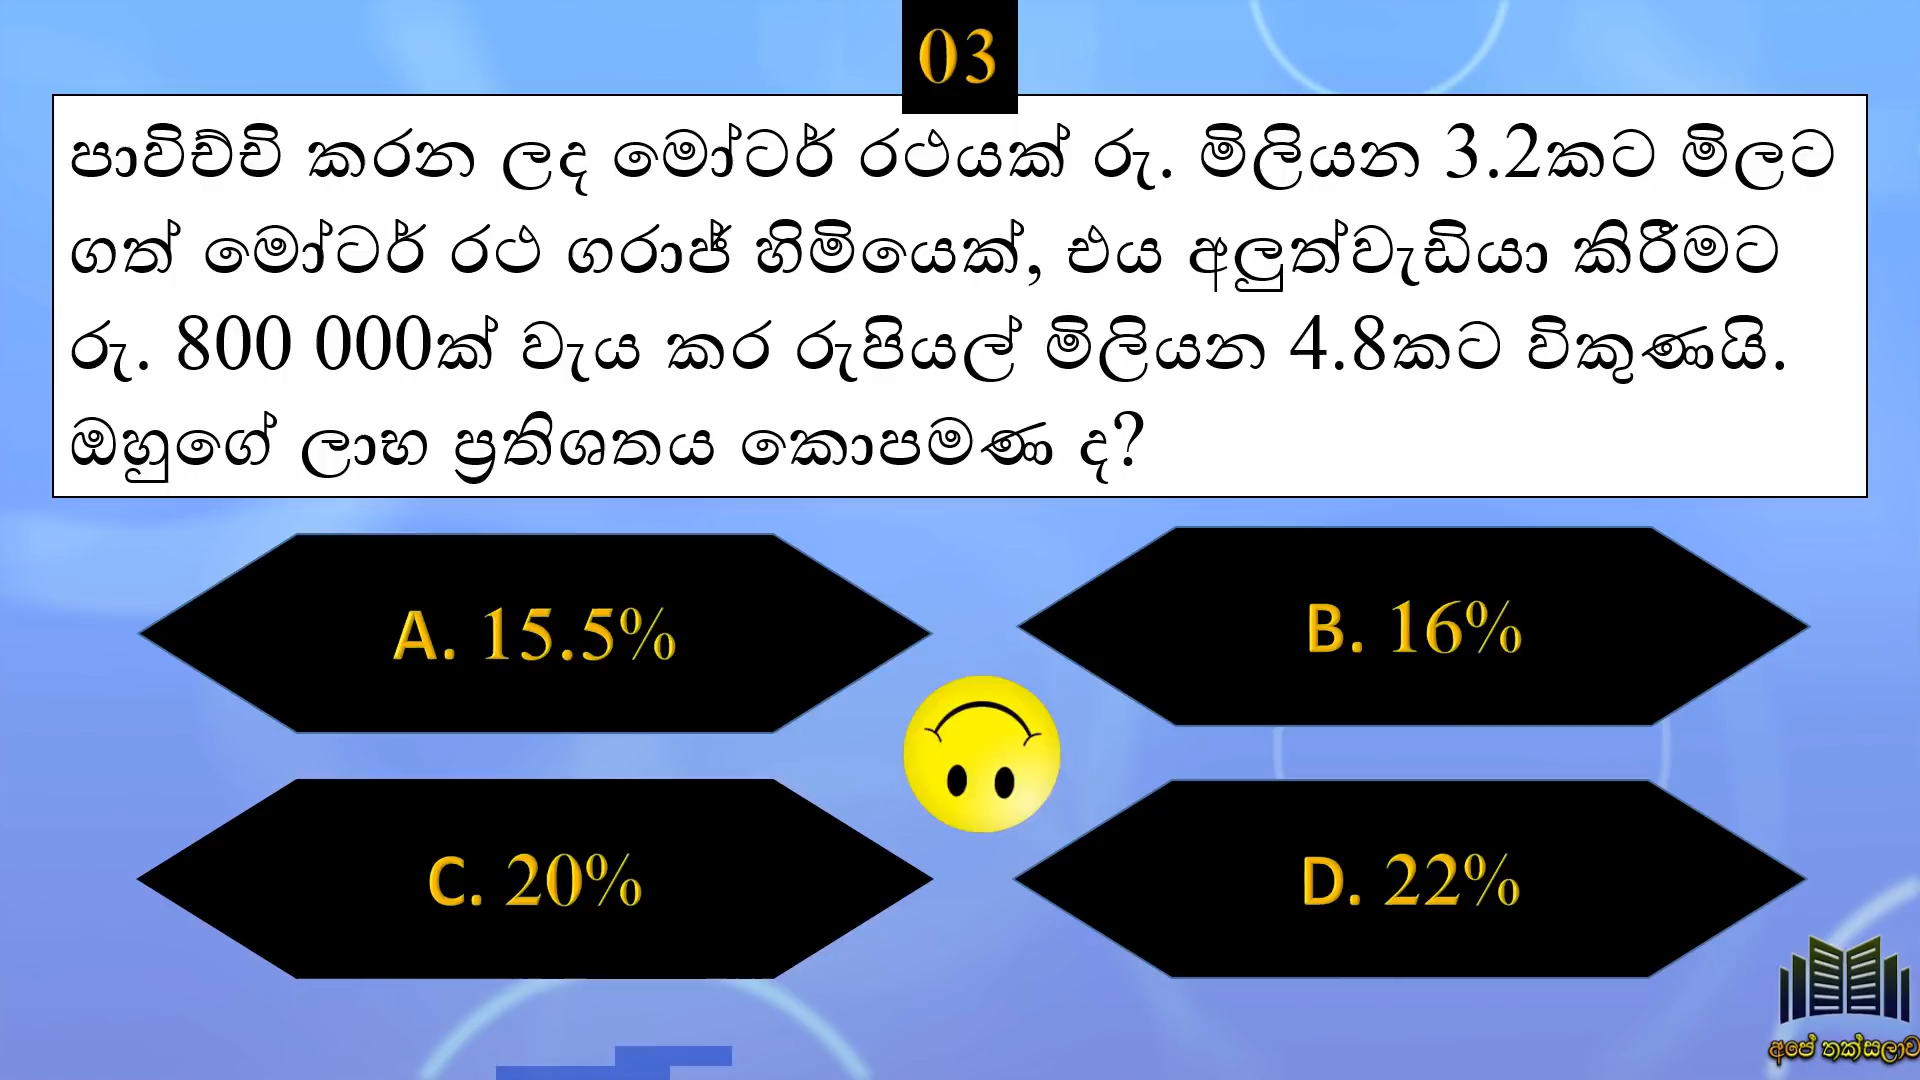 03
පාවිච්චි කරන ලද මෝටර් රථයක් රු. මිලියන 3.2කට මිලට
ගත් මෝටර් රථ ගරාජ් හිමියෙක්, එය අලුත්වැඩියා කිරීමට
රු. 800 000ක් වැය කර රුපියල් මිලියන 4.8කට විකුණයි.
ඔහුගේ ලාභ ප්‍රතිශතය කොපමණ ද?
A. 15.5%
B. 16%
C. 20%
D. 22%
අපේ තක්සලාව